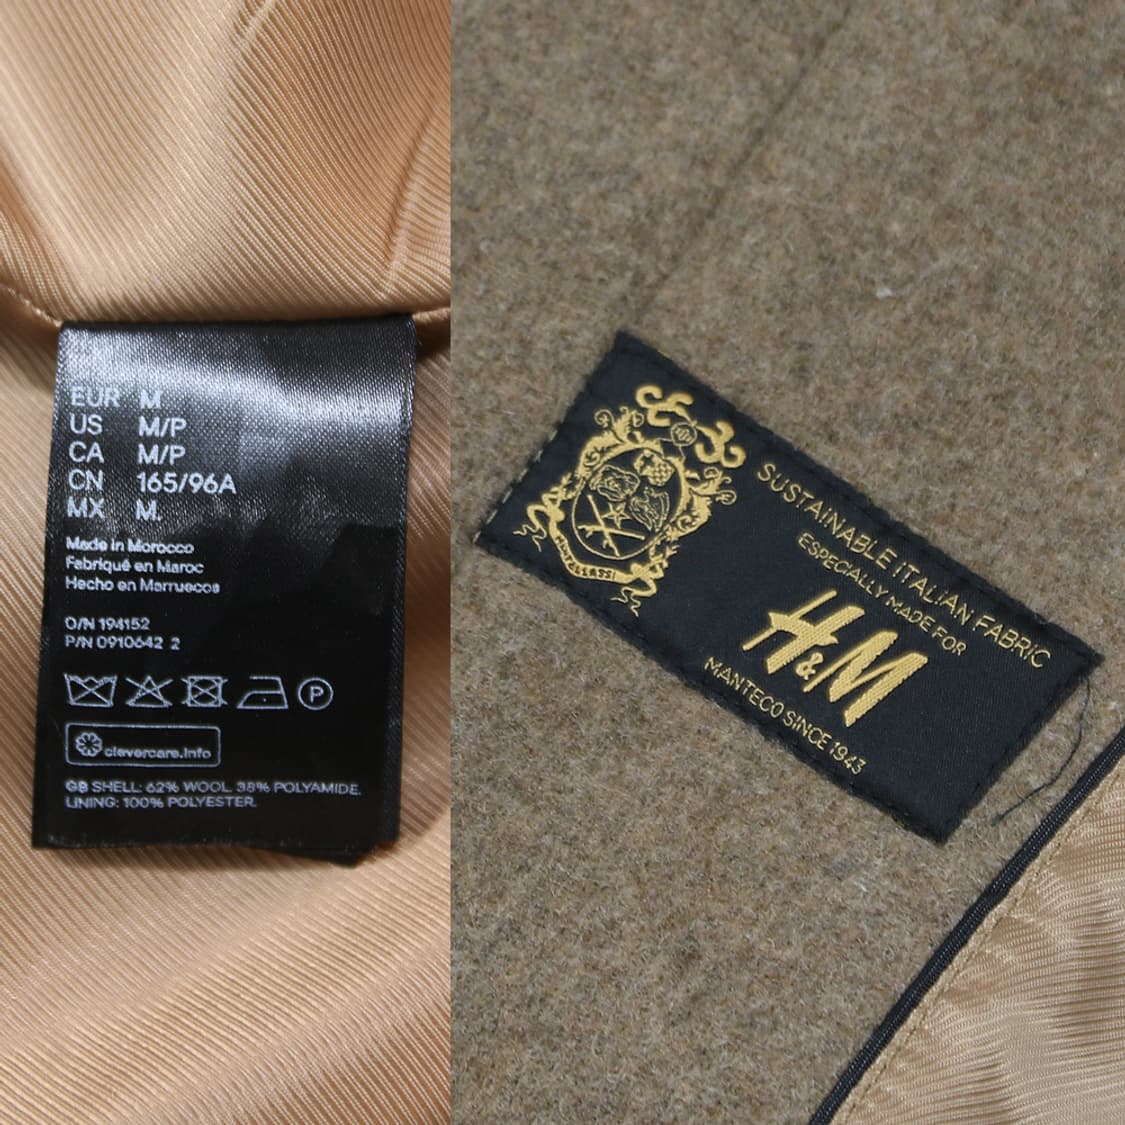 EUR M
US M/P
CA M/P
CN 165/96A
MX M.
Made in Morocco
Fabriqué en Maroc
Hecho en Marruecos
O/N 194152
P/N 0910642 2
P
clevercare.info
GB SHELL: 62% WOOL. 38% POLYAMIDE.
LINING: 100% POLYESTER.
SUSTAINABLE ITALIAN FABRIC
ESPECIALLY MADE FOR
H&M
MANTECO SINCE 1943